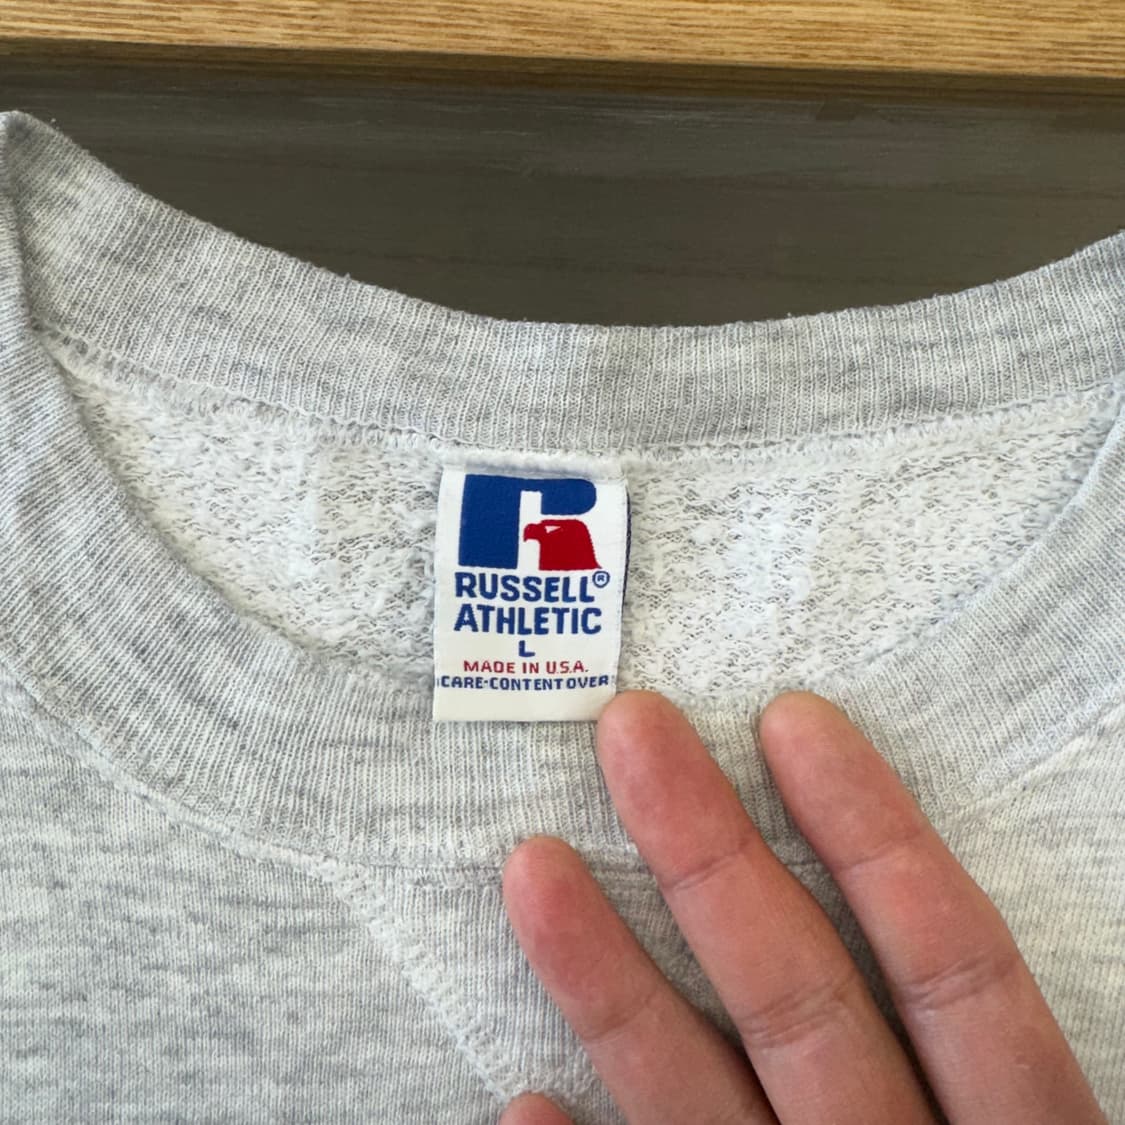 R
RUSSELL®
ATHLETIC
L
MADE IN U.S.A.
CARE-CONTENT OVER